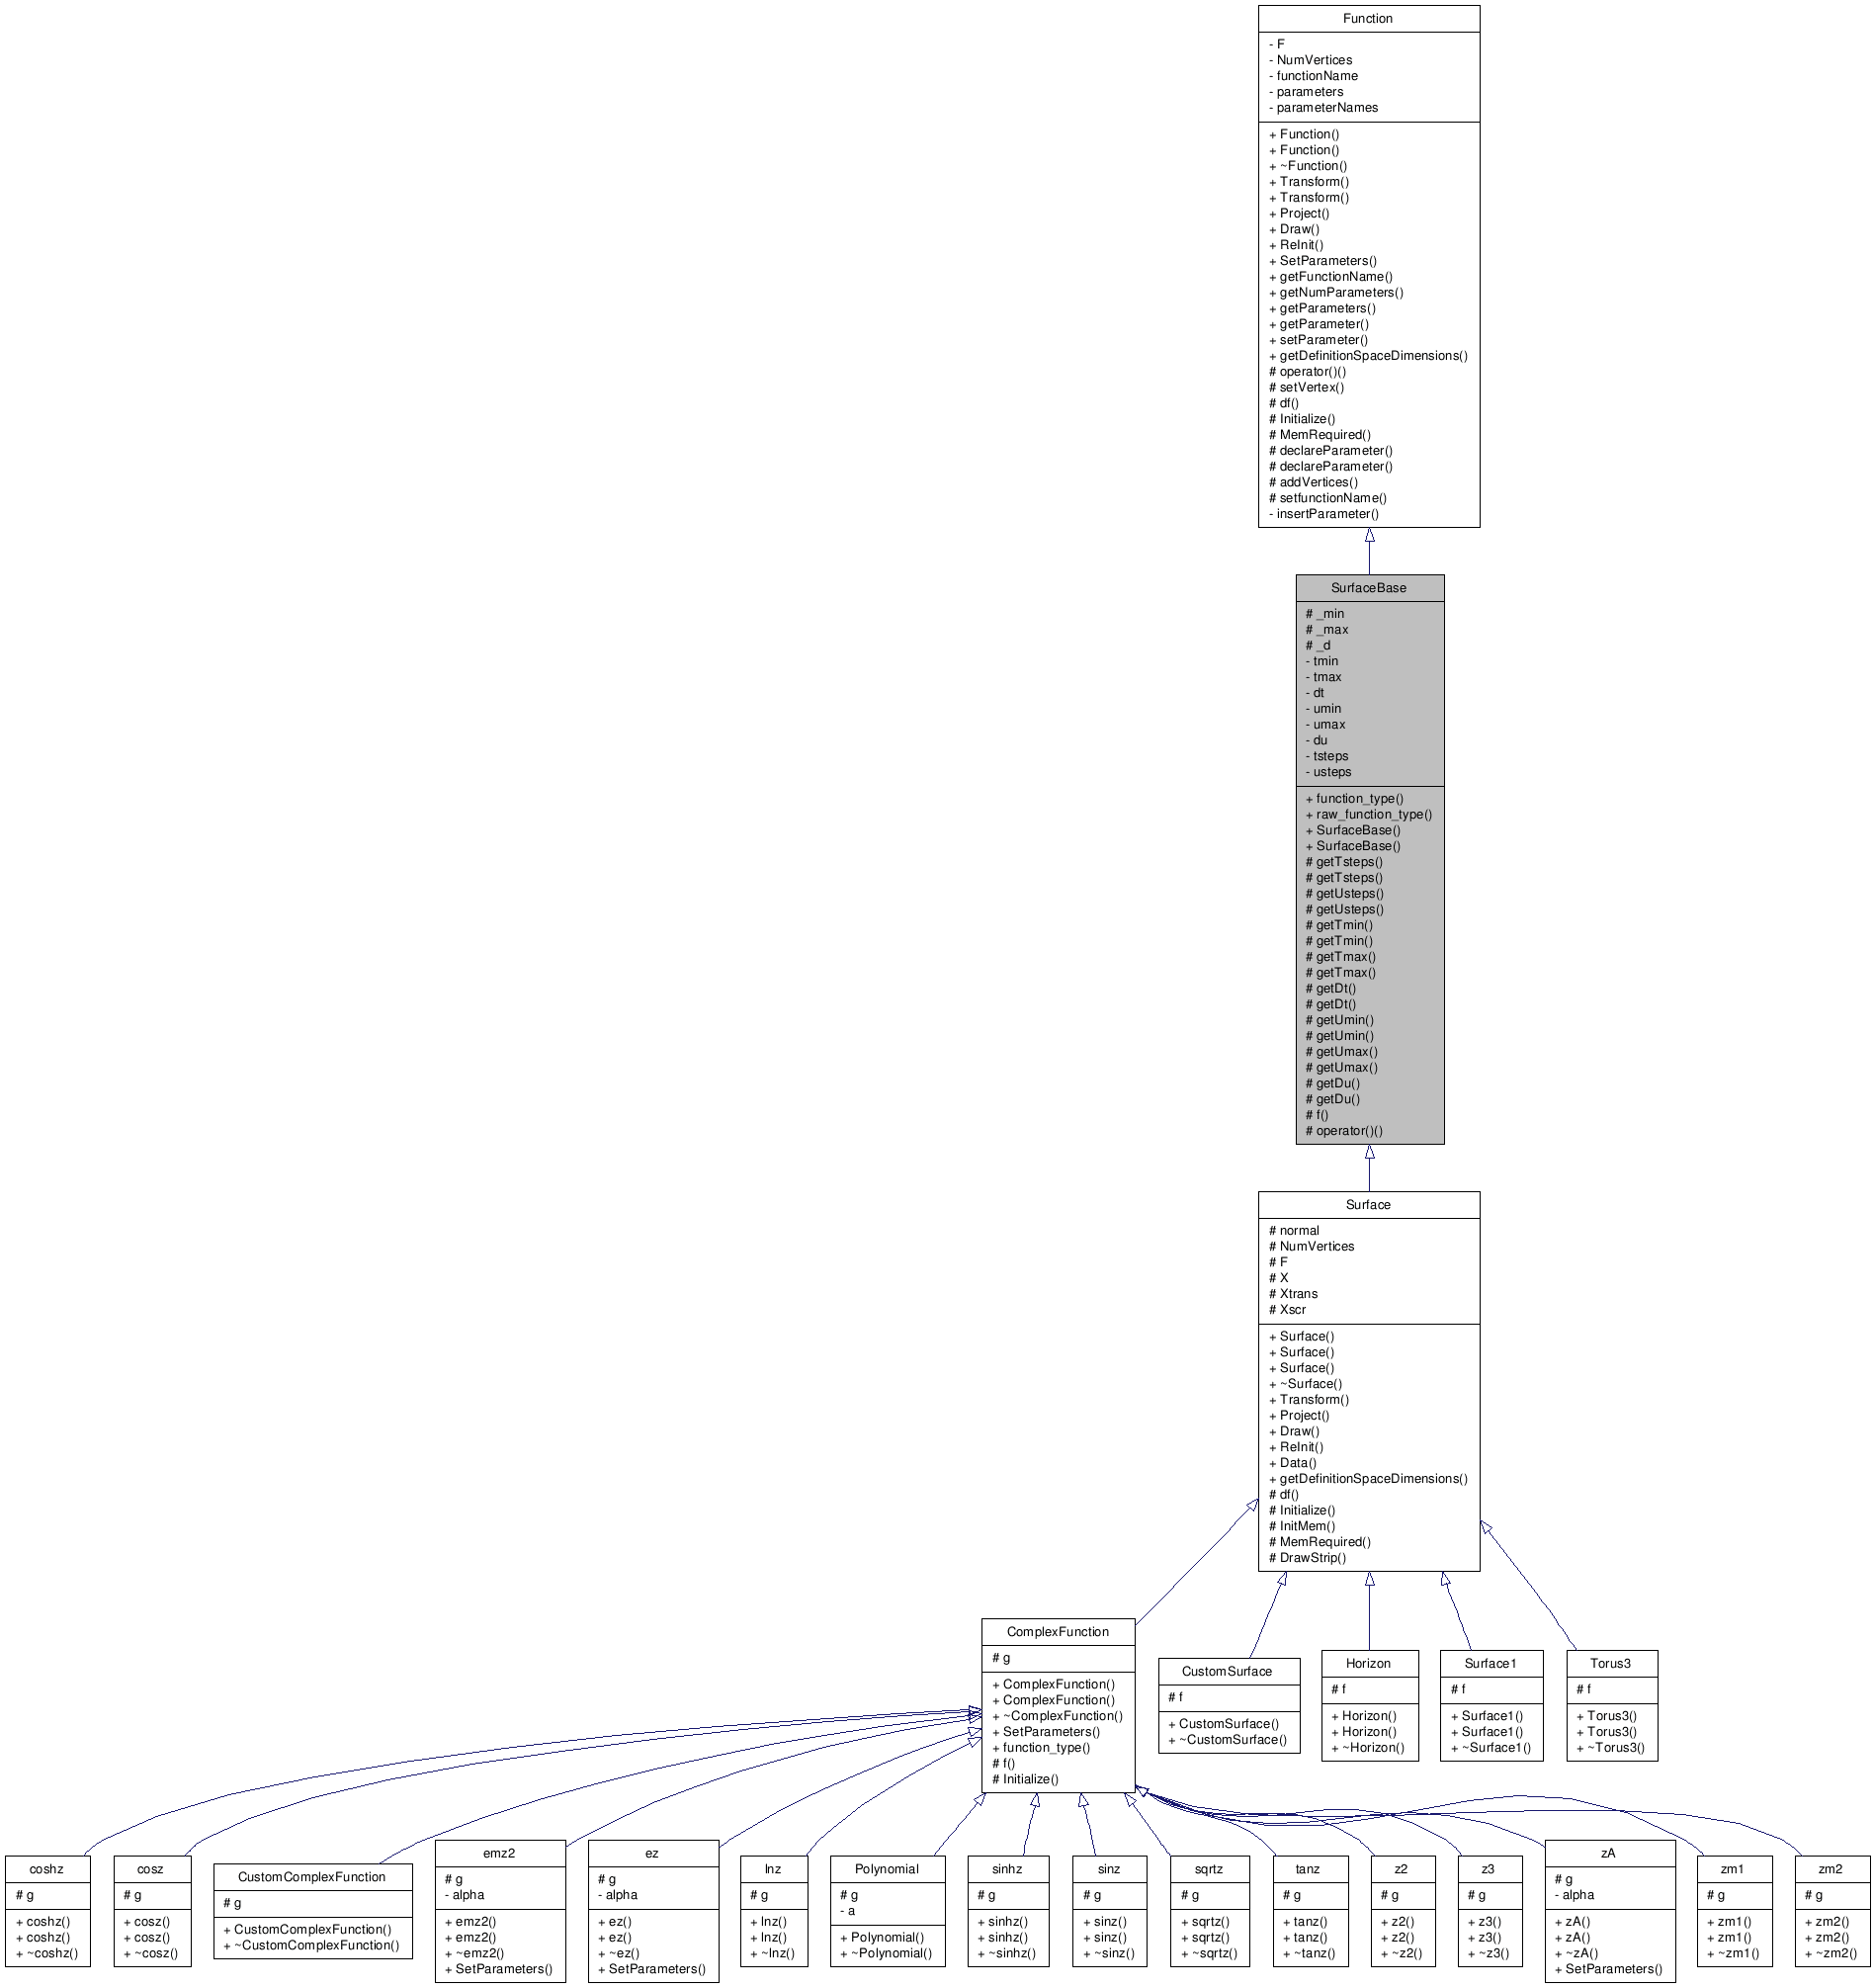 Function
- F
- NumVertices
- functionName
- parameters
- parameterNames
+ Function()
+ Function()
+ ~Function()
+ Transform()
+ Transform()
+ Project()
+ Draw()
+ ReInit()
+ SetParameters()
+ getFunctionName()
+ getNumParameters()
+ getParameters()
+ getParameter()
+ setParameter()
+ getDefinitionSpaceDimensions()
# operator()()
# setVertex()
# df()
# Initialize()
# MemRequired()
# declareParameter()
# declareParameter()
# addVertices()
# setfunctionName()
- insertParameter()
SurfaceBase
# _min
# _max
# _d
- tmin
- tmax
- dt
- umin
- umax
- du
- tsteps
- usteps
+ function_type()
+ raw_function_type()
+ SurfaceBase()
+ SurfaceBase()
# getTsteps()
# getTsteps()
# getUsteps()
# getUsteps()
# getTmin()
# getTmin()
# getTmax()
# getTmax()
# getDt()
# getDt()
# getUmin()
# getUmin()
# getUmax()
# getUmax()
# getDu()
# getDu()
# f()
# operator()()
Surface
# normal
# NumVertices
# F
# X
# Xtrans
# Xscr
+ Surface()
+ Surface()
+ Surface()
+ ~Surface()
+ Transform()
+ Project()
+ Draw()
+ ReInit()
+ Data()
+ getDefinitionSpaceDimensions()
# df()
# Initialize()
# InitMem()
# MemRequired()
# DrawStrip()
ComplexFunction
# g
+ ComplexFunction()
+ ComplexFunction()
+ ~ComplexFunction()
+ SetParameters()
+ function_type()
# f()
# Initialize()
CustomSurface
# f
+ CustomSurface()
+ ~CustomSurface()
Horizon
# f
+ Horizon()
+ Horizon()
+ ~Horizon()
Surface1
# f
+ Surface1()
+ Surface1()
+ ~Surface1()
Torus3
# f
+ Torus3()
+ Torus3()
+ ~Torus3()
coshz
# g
+ coshz()
+ coshz()
+ ~coshz()
cosz
# g
+ cosz()
+ cosz()
+ ~cosz()
CustomComplexFunction
# g
+ CustomComplexFunction()
+ ~CustomComplexFunction()
emz2
# g
- alpha
+ emz2()
+ emz2()
+ ~emz2()
+ SetParameters()
ez
# g
- alpha
+ ez()
+ ez()
+ ~ez()
+ SetParameters()
lnz
# g
+ lnz()
+ lnz()
+ ~lnz()
Polynomial
# g
- a
+ Polynomial()
+ ~Polynomial()
sinhz
# g
+ sinhz()
+ sinhz()
+ ~sinhz()
sinz
# g
+ sinz()
+ sinz()
+ ~sinz()
sqrtz
# g
+ sqrtz()
+ sqrtz()
+ ~sqrtz()
tanz
# g
+ tanz()
+ tanz()
+ ~tanz()
z2
# g
+ z2()
+ z2()
+ ~z2()
z3
# g
+ z3()
+ z3()
+ ~z3()
zA
# g
- alpha
+ zA()
+ zA()
+ ~zA()
+ SetParameters()
zm1
# g
+ zm1()
+ zm1()
+ ~zm1()
zm2
# g
+ zm2()
+ zm2()
+ ~zm2()